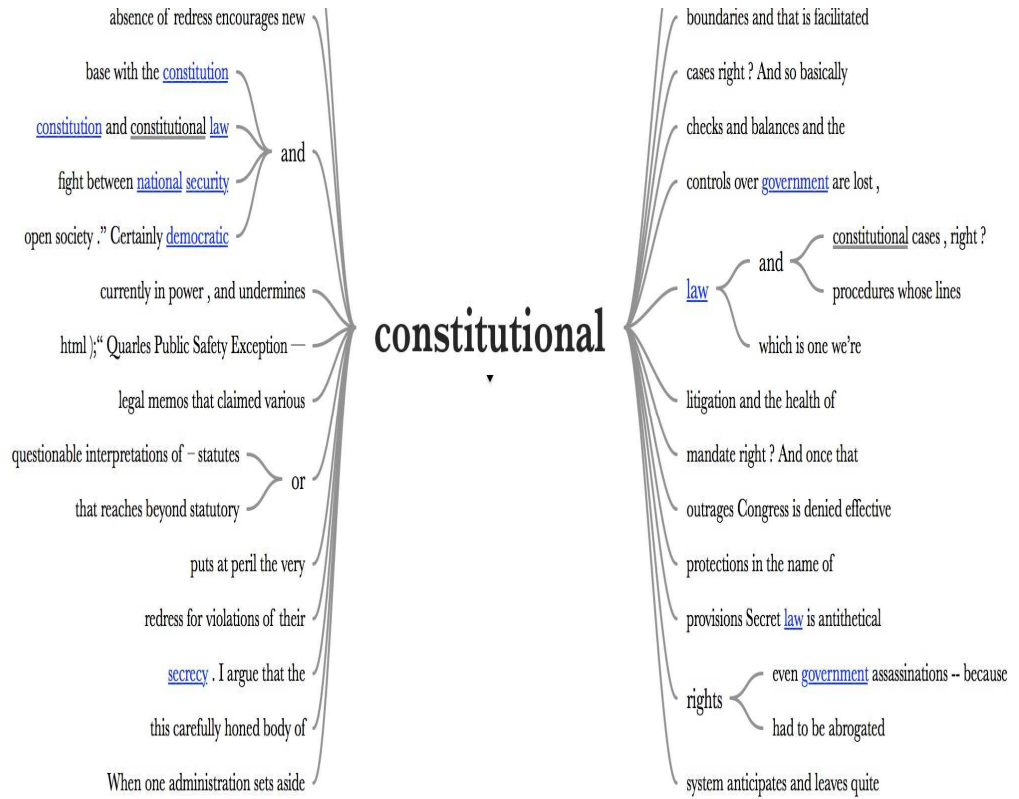 absence of redress encourages new
base with the constitution
constitution and constitutional law
fight between national security
open society .” Certainly democratic
and
currently in power , and undermines
html );“ Quarles Public Safety Exception —
legal memos that claimed various
questionable interpretations of – statutes
that reaches beyond statutory
or
puts at peril the very
redress for violations of their
secrecy . I argue that the
this carefully honed body of
When one administration sets aside
constitutional
boundaries and that is facilitated
cases right ? And so basically
checks and balances and the
controls over government are lost ,
law
and
constitutional cases , right ?
procedures whose lines
which is one we’re
litigation and the health of
mandate right ? And once that
outrages Congress is denied effective
protections in the name of
provisions Secret law is antithetical
rights
even government assassinations -- because
had to be abrogated
system anticipates and leaves quite